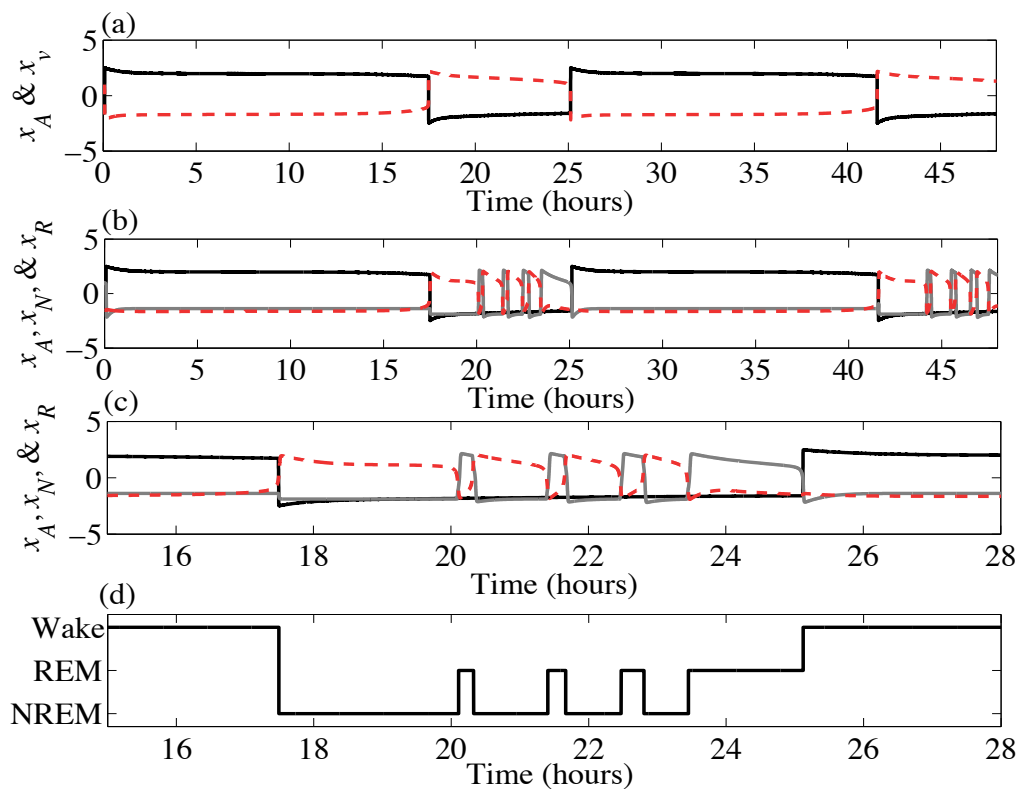 (a)
x_A & x_v
5
0
−5
0 5 10 15 20 25 30 35 40 45
Time (hours)
(b)
x_A, x_N, & x_R
5
0
−5
0 5 10 15 20 25 30 35 40 45
Time (hours)
(c)
x_A, x_N, & x_R
5
0
−5
16 18 20 22 24 26 28
Time (hours)
(d)
Wake
REM
NREM
16 18 20 22 24 26 28
Time (hours)